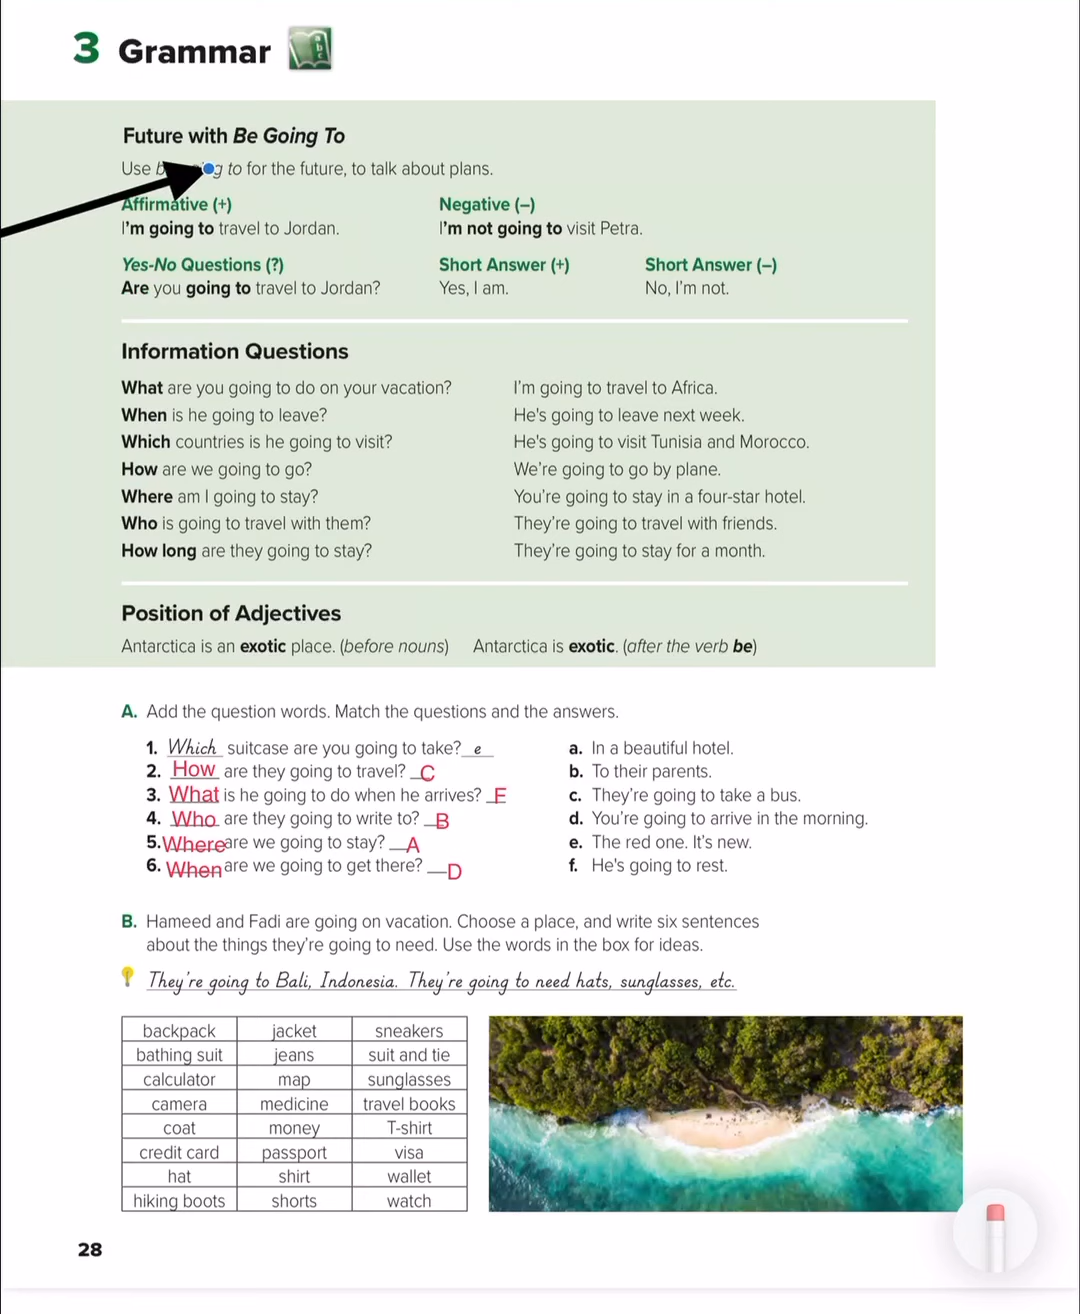 3 Grammar
abc
Future with Be Going To
Use to for the future, to talk about plans.
Affirmative (+) Negative (–)
I'm going to travel to Jordan. I'm not going to visit Petra.
Yes-No Questions (?) Short Answer (+) Short Answer (–)
Are you going to travel to Jordan? Yes, I am. No, I'm not.
Information Questions
What are you going to do on your vacation? I'm going to travel to Africa.
When is he going to leave? He's going to leave next week.
Which countries is he going to visit? He's going to visit Tunisia and Morocco.
How are we going to go? We're going to go by plane.
Where am I going to stay? You're going to stay in a four-star hotel.
Who is going to travel with them? They're going to travel with friends.
How long are they going to stay? They're going to stay for a month.
Position of Adjectives
Antarctica is an exotic place. (before nouns) Antarctica is exotic. (after the verb be)
A. Add the question words. Match the questions and the answers.
1. Which suitcase are you going to take? e a. In a beautiful hotel.
2. How are they going to travel? C b. To their parents.
3. What is he going to do when he arrives? F c. They're going to take a bus.
4. Who are they going to write to? B d. You're going to arrive in the morning.
5. Where are we going to stay? A e. The red one. It's new.
6. When are we going to get there? D f. He's going to rest.
B. Hameed and Fadi are going on vacation. Choose a place, and write six sentences
about the things they're going to need. Use the words in the box for ideas.
They're going to Bali, Indonesia. They're going to need hats, sunglasses, etc.
backpack jacket sneakers
bathing suit jeans suit and tie
calculator map sunglasses
camera medicine travel books
coat money T-shirt
credit card passport visa
hat shirt wallet
hiking boots shorts watch
28